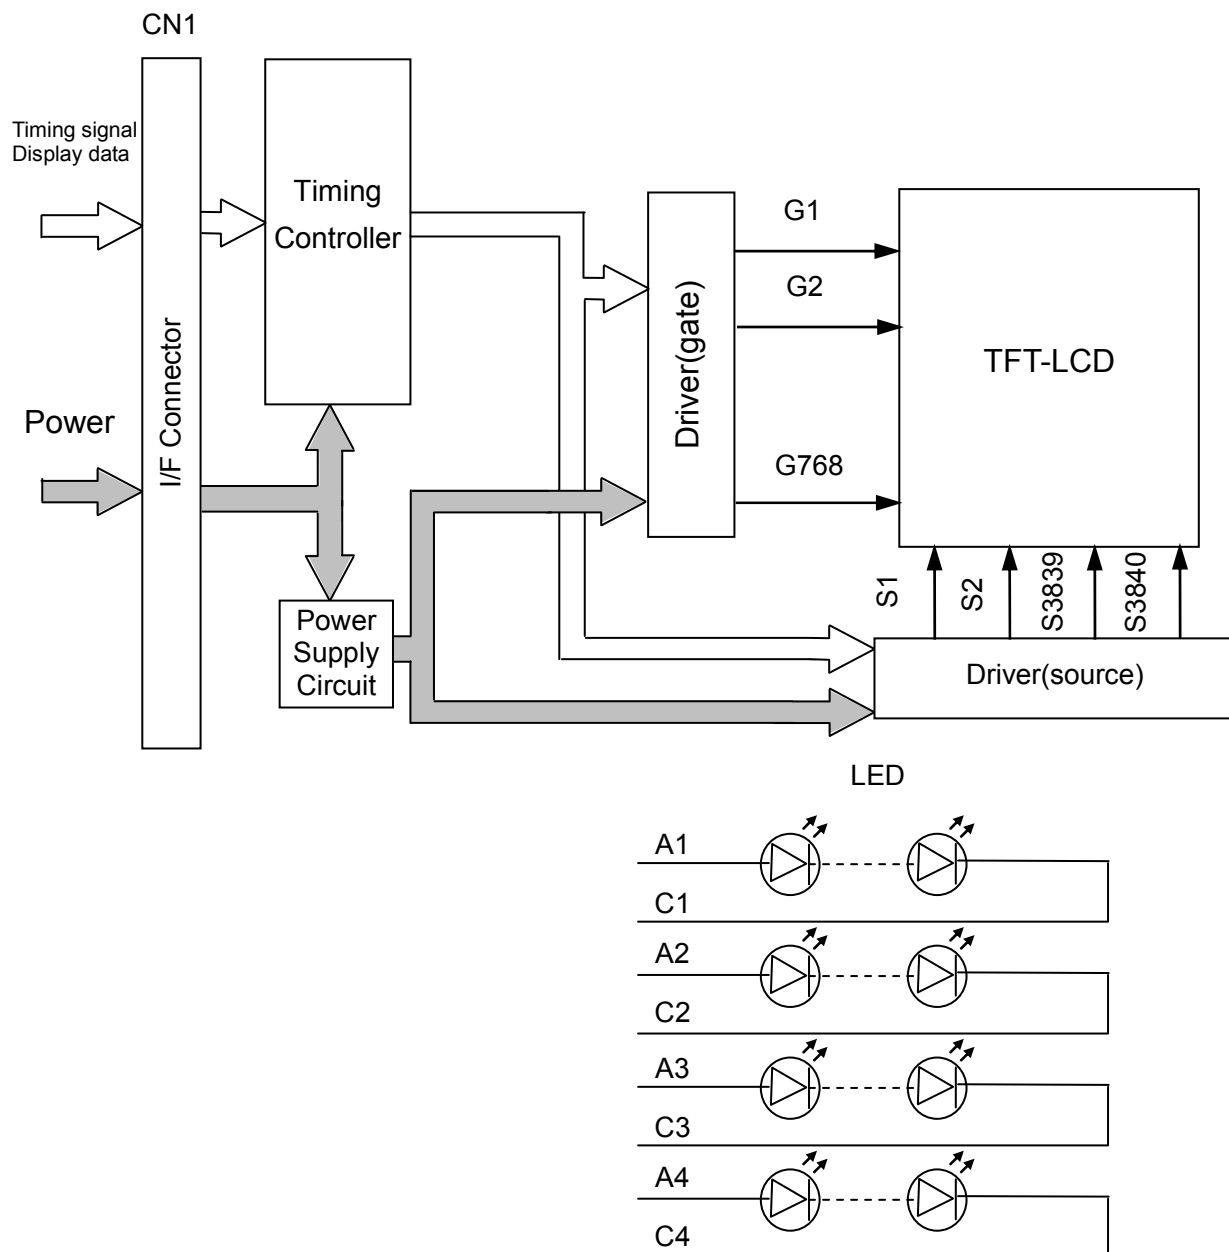 CN1
Timing signal
Display data
Power
I/F Connector
Timing
Controller
Power
Supply
Circuit
Driver(gate)
G1
G2
G768
TFT-LCD
S1
S2
S3839
S3840
Driver(source)
LED
A1
C1
A2
C2
A3
C3
A4
C4